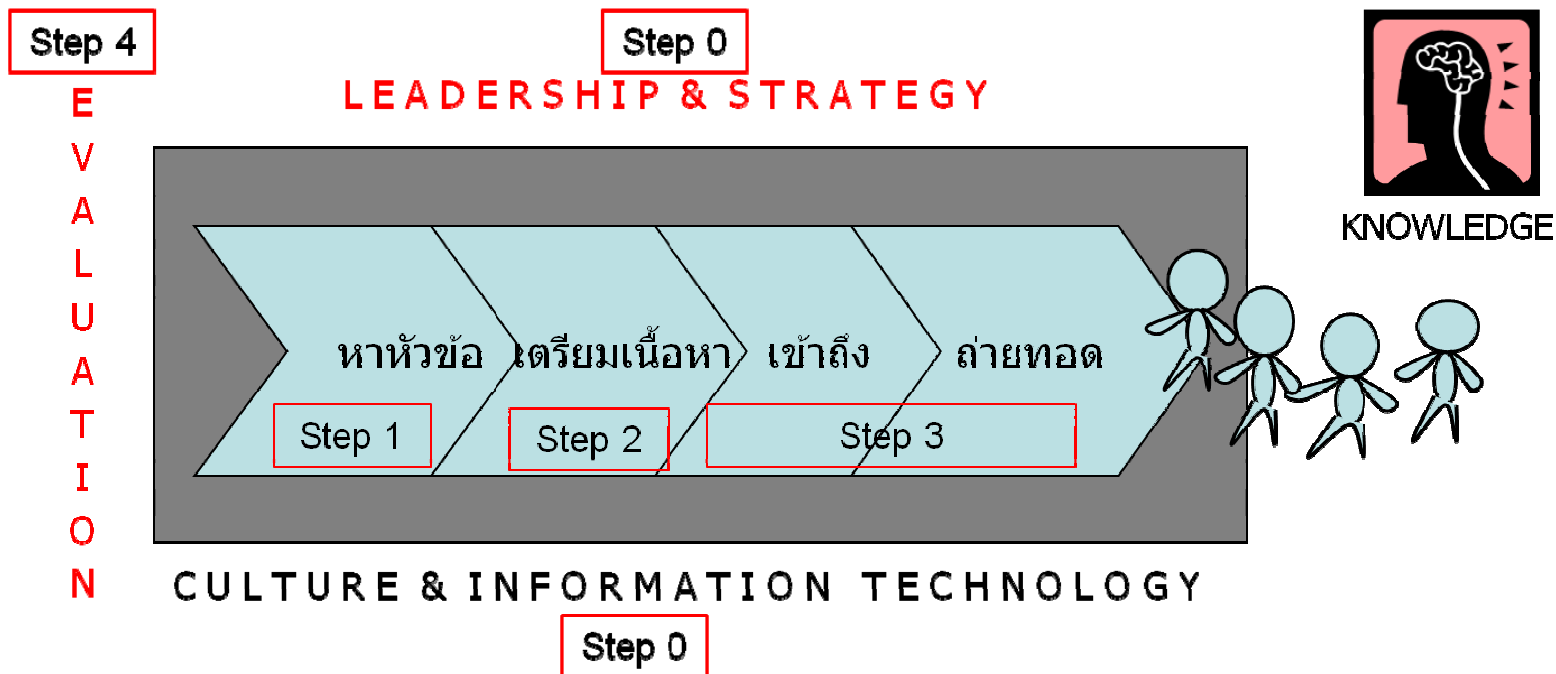 Step 4
Step 0
LEADERSHIP & STRATEGY
EVALUATION
KNOWLEDGE
หาหัวข้อ
เตรียมเนื้อหา
เข้าถึง
ถ่ายทอด
Step 1
Step 2
Step 3
CULTURE & INFORMATION TECHNOLOGY
Step 0